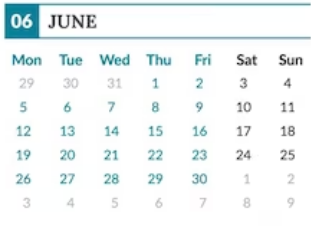 06 JUNE
Mon Tue Wed Thu Fri Sat Sun
29 30 31 1 2 3 4
5 6 7 8 9 10 11
12 13 14 15 16 17 18
19 20 21 22 23 24 25
26 27 28 29 30 1 2
3 4 5 6 7 8 9